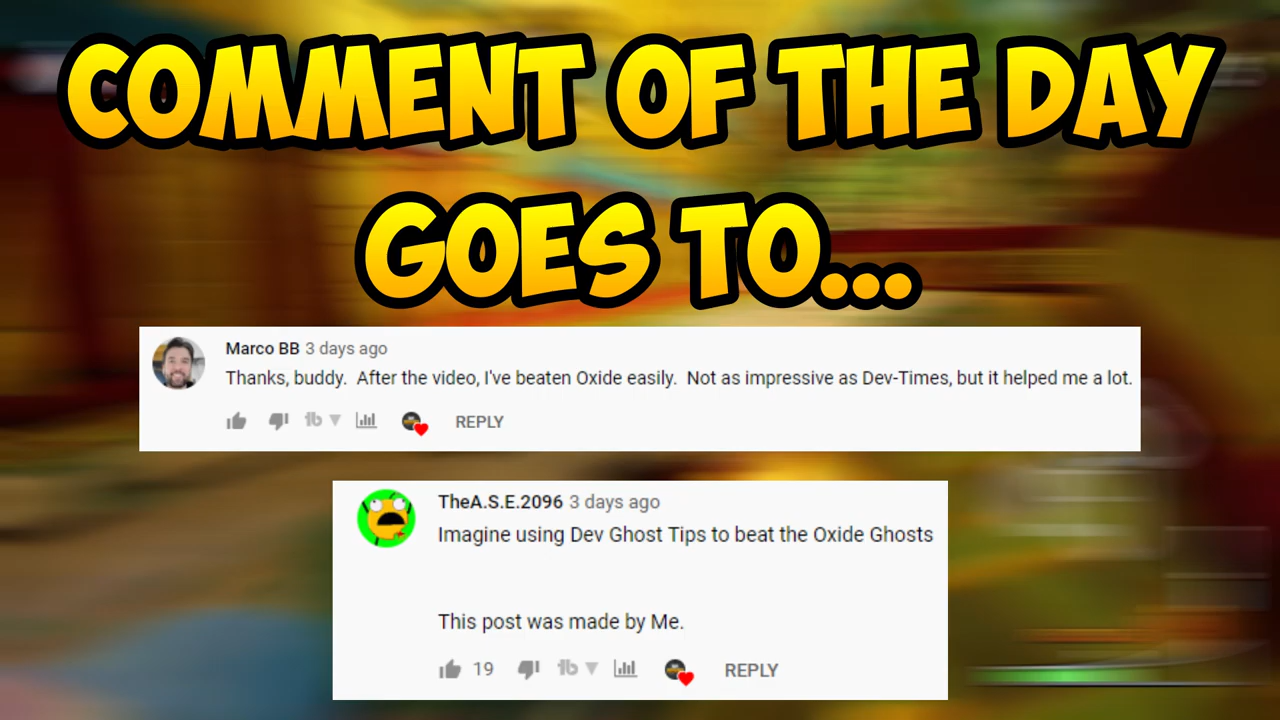 COMMENT OF THE DAY
GOES TO...
Marco BB 3 days ago
Thanks, buddy. After the video, I've beaten Oxide easily. Not as impressive as Dev-Times, but it helped me a lot.
REPLY
TheA.S.E.2096 3 days ago
Imagine using Dev Ghost Tips to beat the Oxide Ghosts
This post was made by Me.
19 REPLY